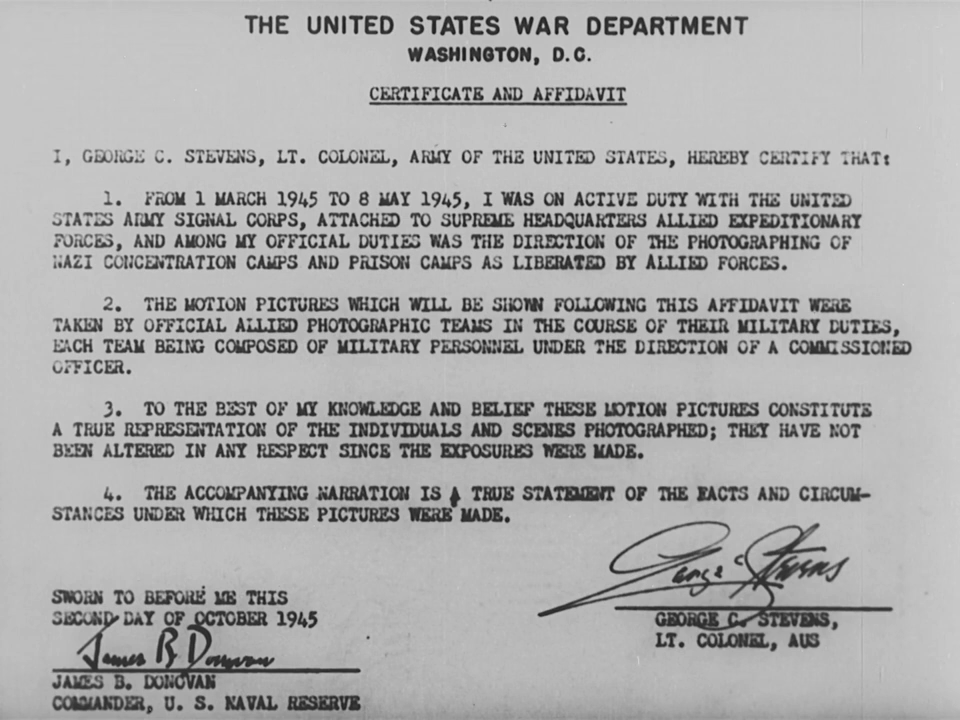 THE UNITED STATES WAR DEPARTMENT
WASHINGTON, D.C.
CERTIFICATE AND AFFIDAVIT
I, GEORGE C. STEVENS, LT. COLONEL, ARMY OF THE UNITED STATES, HEREBY CERTIFY THAT:
1. FROM 1 MARCH 1945 TO 8 MAY 1945, I WAS ON ACTIVE DUTY WITH THE UNITED
STATES ARMY SIGNAL CORPS, ATTACHED TO SUPREME HEADQUARTERS ALLIED EXPEDITIONARY
FORCES, AND AMONG MY OFFICIAL DUTIES WAS THE DIRECTION OF THE PHOTOGRAPHING OF
NAZI CONCENTRATION CAMPS AND PRISON CAMPS AS LIBERATED BY ALLIED FORCES.
2. THE MOTION PICTURES WHICH WILL BE SHOWN FOLLOWING THIS AFFIDAVIT WERE
TAKEN BY OFFICIAL ALLIED PHOTOGRAPHIC TEAMS IN THE COURSE OF THEIR MILITARY DUTIES,
EACH TEAM BEING COMPOSED OF MILITARY PERSONNEL UNDER THE DIRECTION OF A COMMISSIONED
OFFICER.
3. TO THE BEST OF MY KNOWLEDGE AND BELIEF THESE MOTION PICTURES CONSTITUTE
A TRUE REPRESENTATION OF THE INDIVIDUALS AND SCENES PHOTOGRAPHED; THEY HAVE NOT
BEEN ALTERED IN ANY RESPECT SINCE THE EXPOSURES WERE MADE.
4. THE ACCOMPANYING NARRATION IS A TRUE STATEMENT OF THE FACTS AND CIRCUM-
STANCES UNDER WHICH THESE PICTURES WERE MADE.
George C Stevens
GEORGE C. STEVENS,
LT. COLONEL, AUS
SWORN TO BEFORE ME THIS
SECOND DAY OF OCTOBER 1945
James B Donovan
JAMES B. DONOVAN
COMMANDER, U. S. NAVAL RESERVE